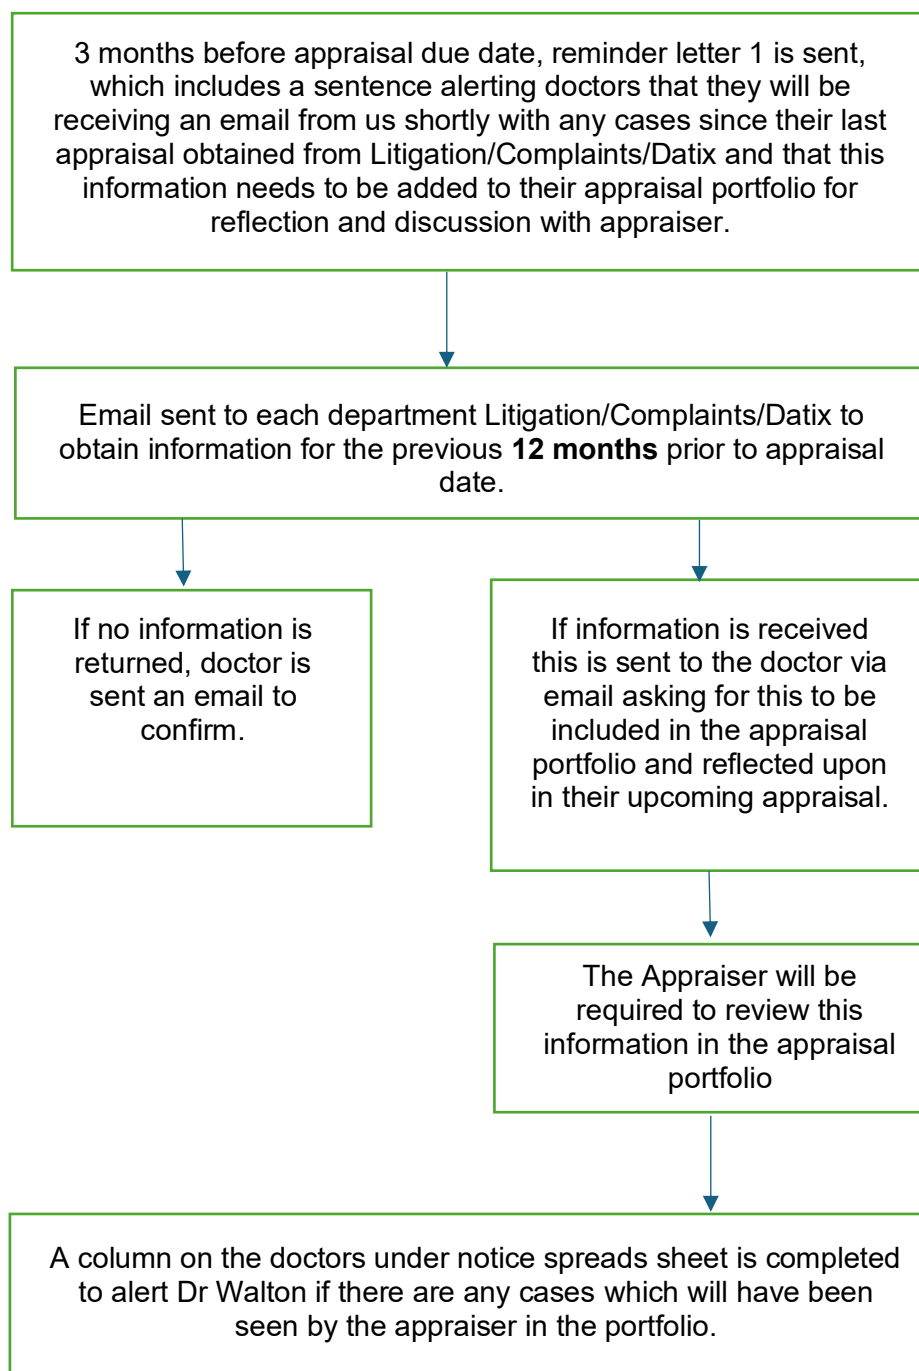 3 months before appraisal due date, reminder letter 1 is sent,
which includes a sentence alerting doctors that they will be
receiving an email from us shortly with any cases since their last
appraisal obtained from Litigation/Complaints/Datix and that this
information needs to be added to their appraisal portfolio for
reflection and discussion with appraiser.
Email sent to each department Litigation/Complaints/Datix to
obtain information for the previous 12 months prior to appraisal
date.
If no information is
returned, doctor is
sent an email to
confirm.
If information is received
this is sent to the doctor via
email asking for this to be
included in the appraisal
portfolio and reflected upon
in their upcoming appraisal.
The Appraiser will be
required to review this
information in the appraisal
portfolio
A column on the doctors under notice spreads sheet is completed
to alert Dr Walton if there are any cases which will have been
seen by the appraiser in the portfolio.